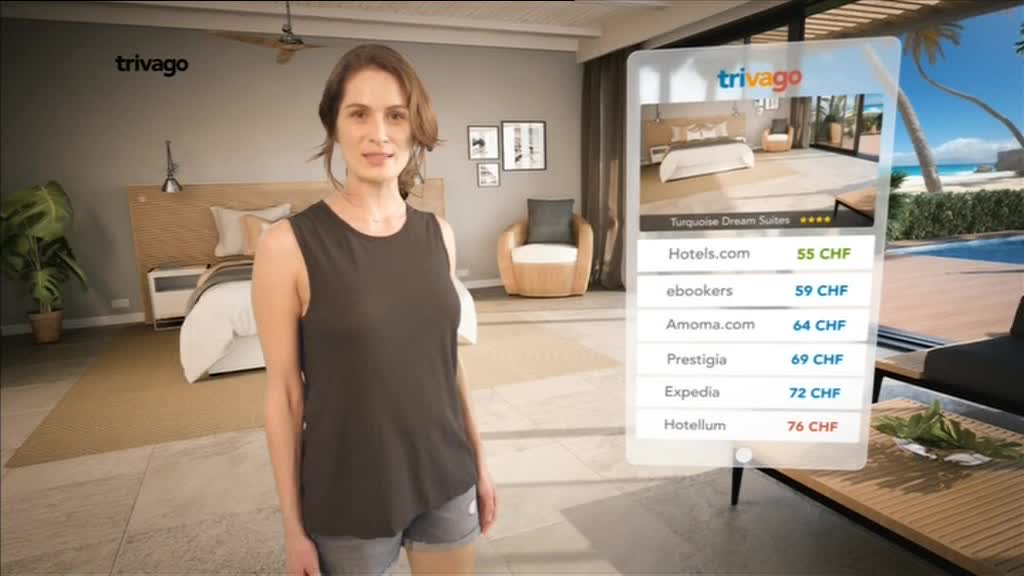 trivago
trivago
Turquoise Dream Suites
Hotels.com 55 CHF
ebookers 59 CHF
Amoma.com 64 CHF
Prestigia 69 CHF
Expedia 72 CHF
Hotellum 76 CHF